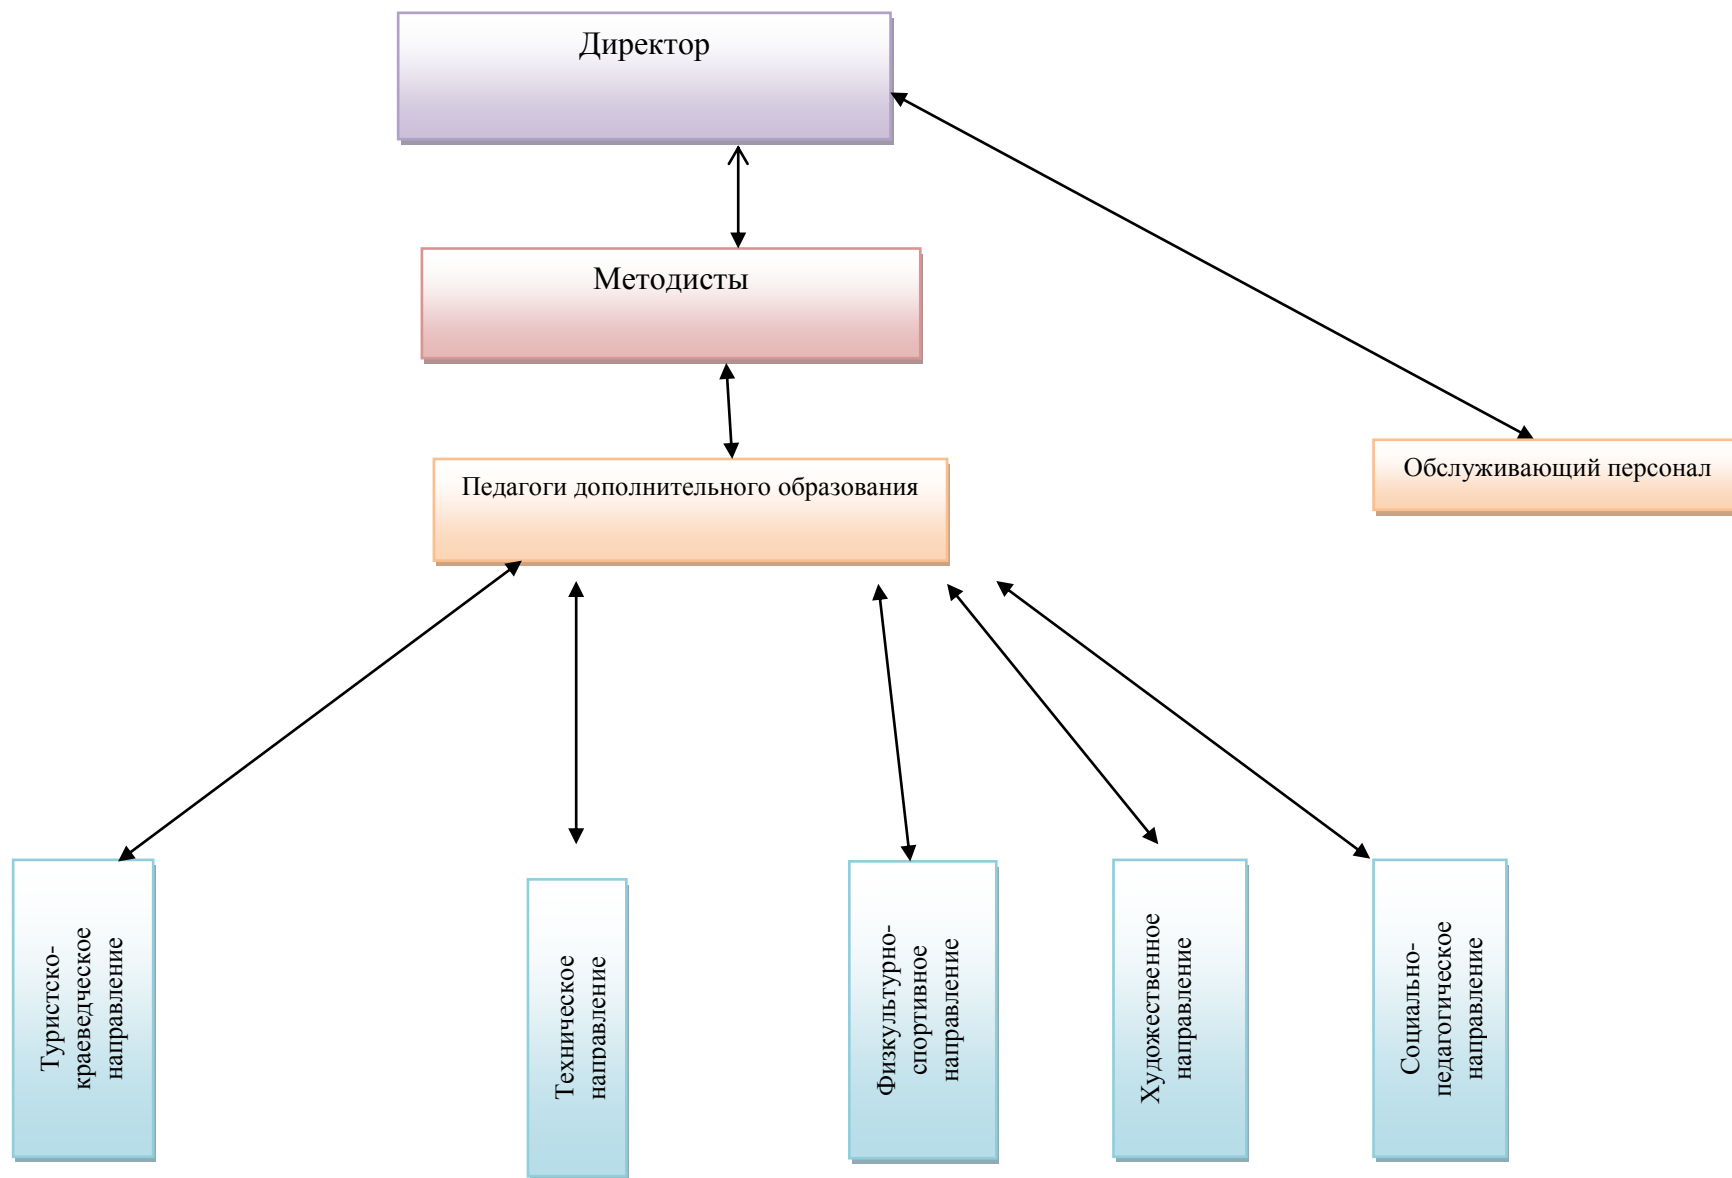 Директор
Методисты
Педагоги дополнительного образования
Обслуживающий персонал
Туристско-
краеведческое
направление
Техническое
направление
Физкультурно-
спортивное
направление
Художественное
направление
Социально-
педагогическое
направление